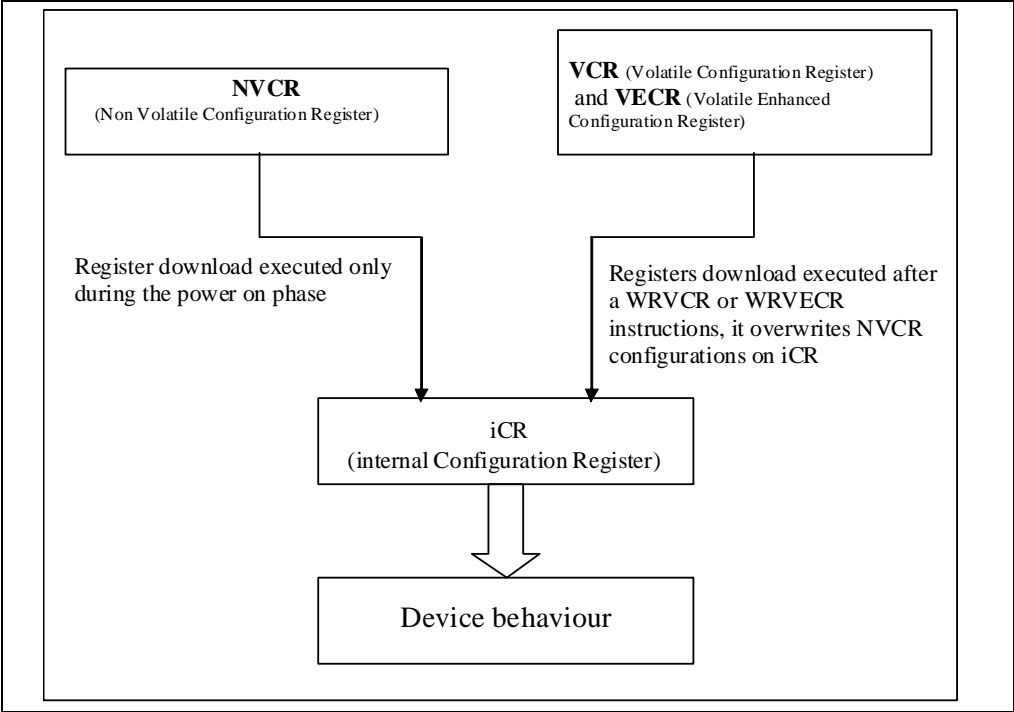 NVCR
(Non Volatile Configuration Register)
VCR (Volatile Configuration Register)
and VECR (Volatile Enhanced
Configuration Register)
Register download executed only
during the power on phase
Registers download executed after
a WRVCR or WRVECR
instructions, it overwrites NVCR
configurations on iCR
iCR
(internal Configuration Register)
Device behaviour